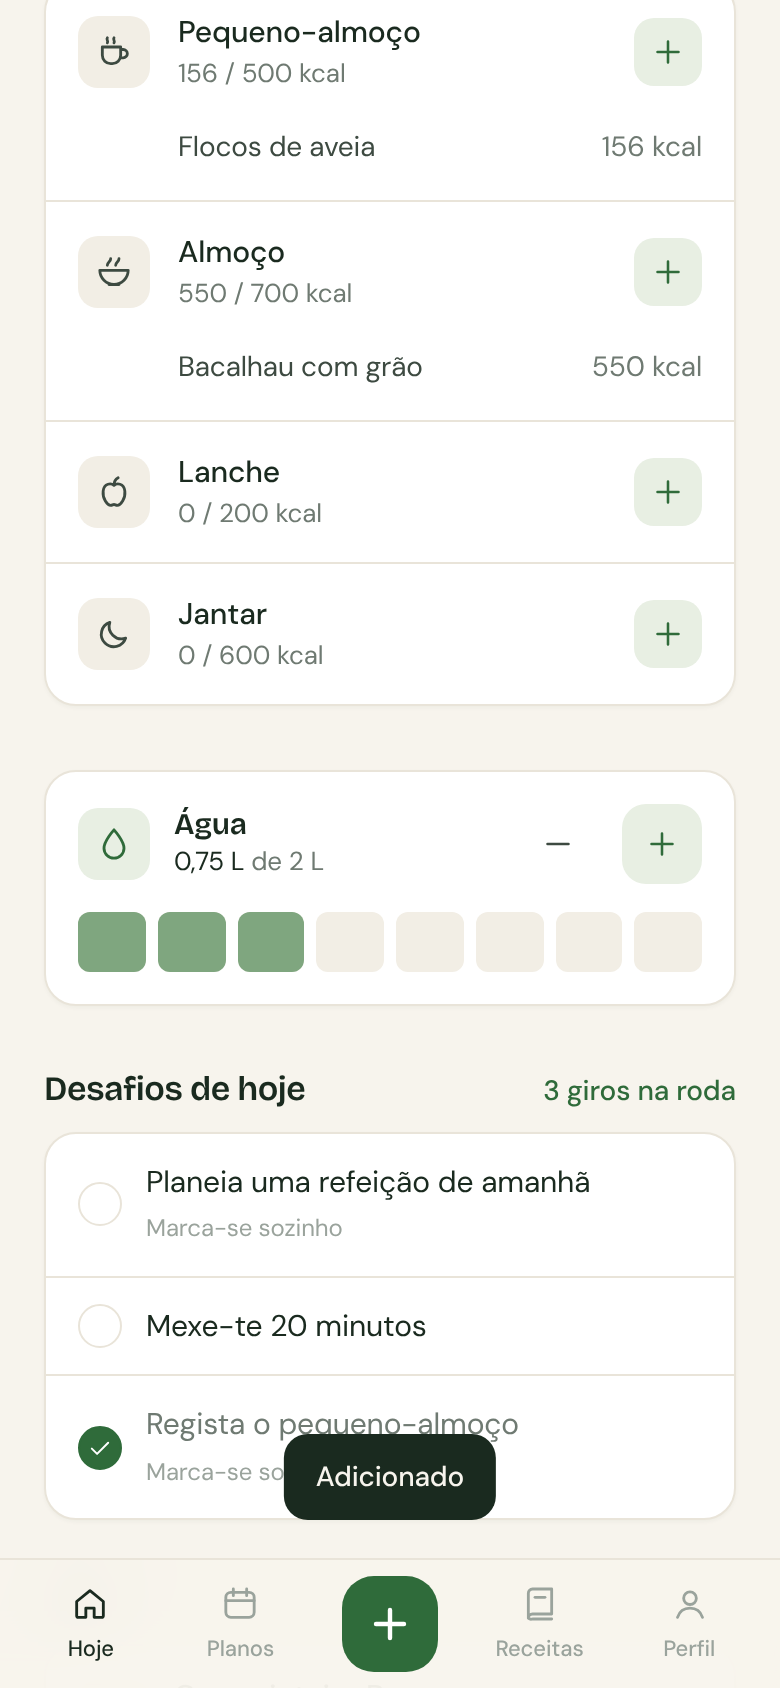 Pequeno-almoço
156 / 500 kcal
Flocos de aveia 156 kcal
Almoço
550 / 700 kcal
Bacalhau com grão 550 kcal
Lanche
0 / 200 kcal
Jantar
0 / 600 kcal
Água
0,75 L de 2 L
Desafios de hoje 3 giros na roda
Planeia uma refeição de amanhã
Marca-se sozinho
Mexe-te 20 minutos
Regista o pequeno-almoço
Marca-se
Adicionado
Hoje Planos Receitas Perfil